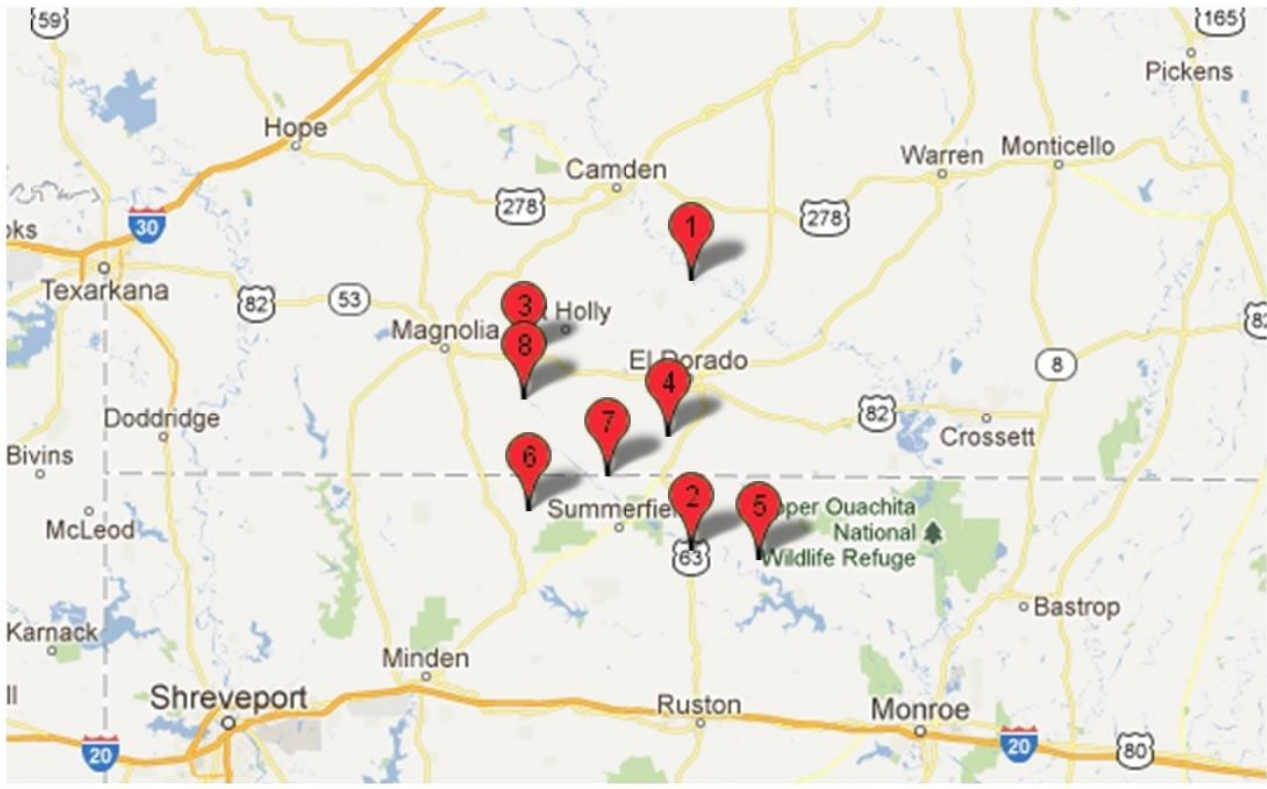 59
165
Pickens
Hope
Camden
Warren
Monticello
278
278
30
1
oks
Texarkana
82
53
3
t Holly
82
Magnolia
8
El Dorado
8
4
Doddridge
7
82
Crossett
Bivins
6
2
5
McLeod
Summerfie
pper Ouachita
National
Wildlife Refuge
63
Karnack
Bastrop
Minden
ll
Shreveport
Ruston
Monroe
20
20
80